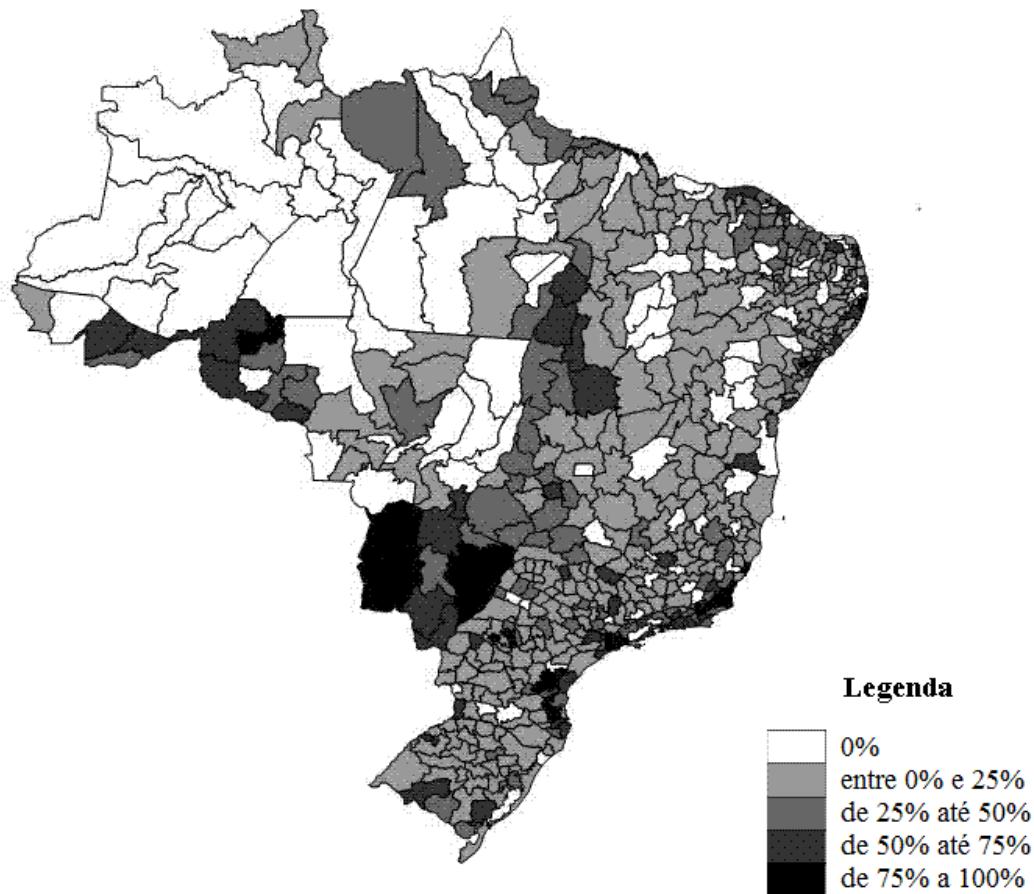 Legenda
0%
entre 0% e 25%
de 25% até 50%
de 50% até 75%
de 75% a 100%